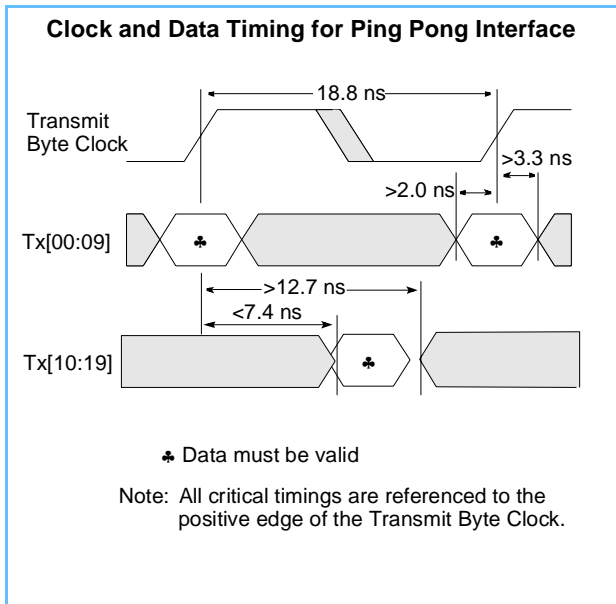 Clock and Data Timing for Ping Pong Interface
18.8 ns
Transmit
Byte Clock
>3.3 ns
>2.0 ns
Tx[00:09]
♣
♣
>12.7 ns
<7.4 ns
Tx[10:19]
♣
♣ Data must be valid
Note: All critical timings are referenced to the
positive edge of the Transmit Byte Clock.